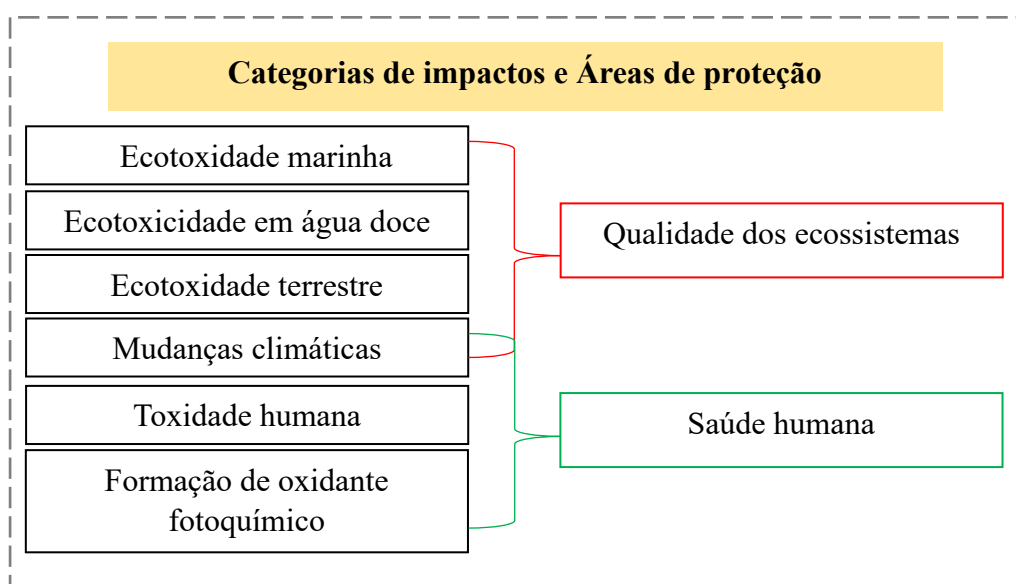 Categorias de impactos e Áreas de proteção
Ecotoxidade marinha
Ecotoxicidade em água doce
Ecotoxidade terrestre
Mudanças climáticas
Toxidade humana
Formação de oxidante
fotoquímico
Qualidade dos ecossistemas
Saúde humana